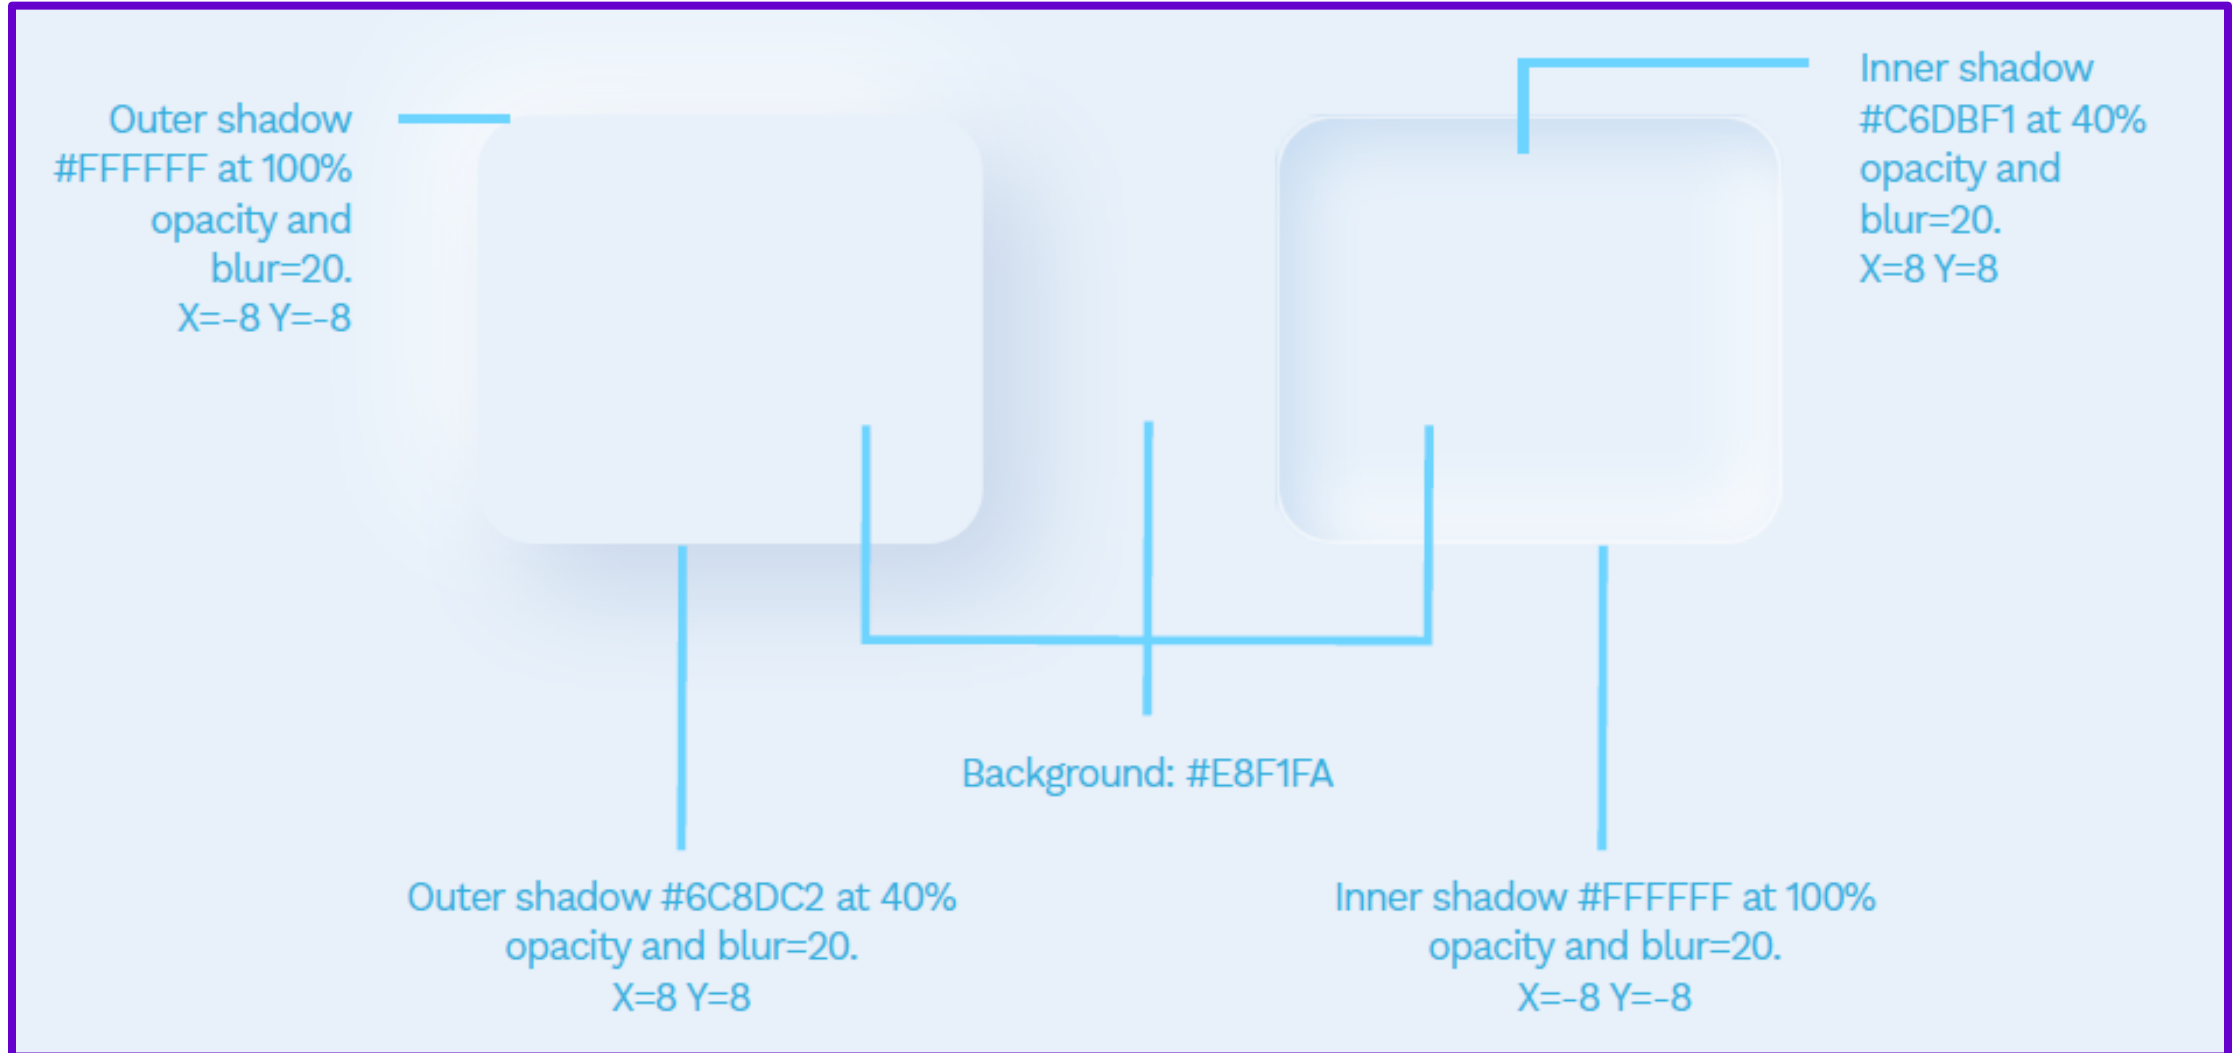 Outer shadow
#FFFFFF at 100%
opacity and
blur=20.
X=-8 Y=-8
Inner shadow
#C6DBF1 at 40%
opacity and
blur=20.
X=8 Y=8
Background: #E8F1FA
Outer shadow #6C8DC2 at 40%
opacity and blur=20.
X=8 Y=8
Inner shadow #FFFFFF at 100%
opacity and blur=20.
X=-8 Y=-8